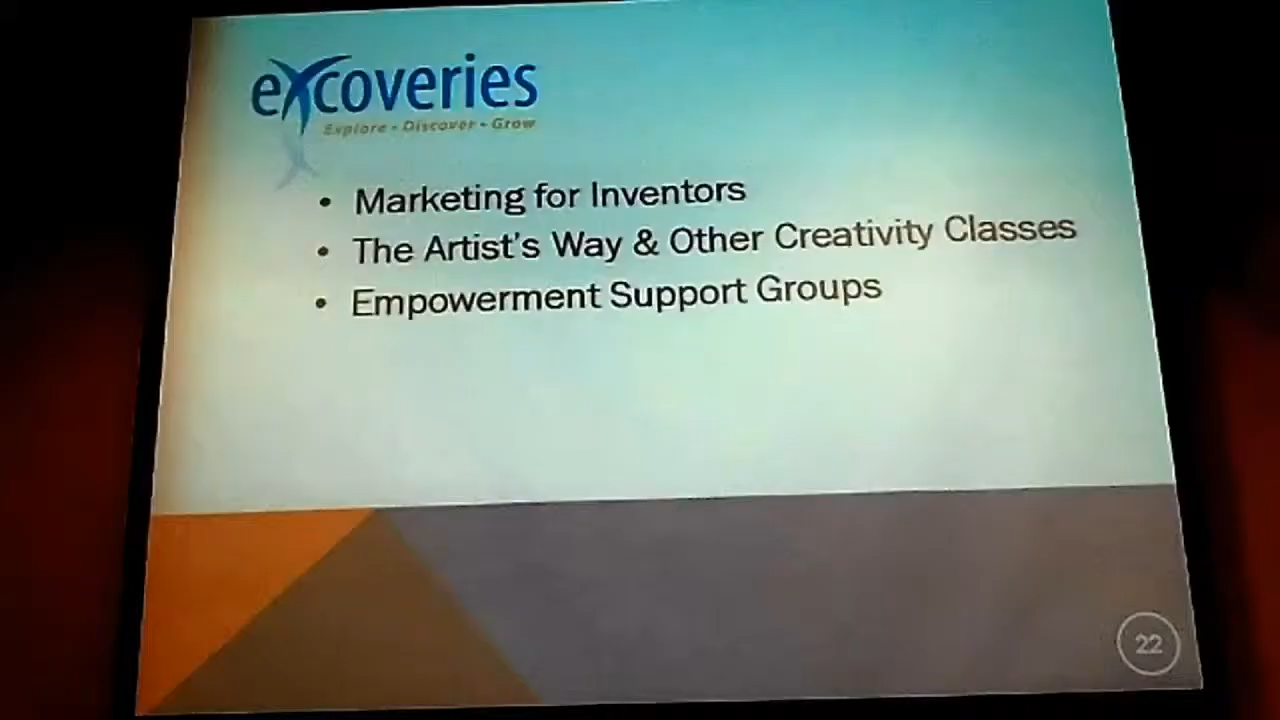 excoveries
Explore • Discover • Grow
• Marketing for Inventors
• The Artist's Way & Other Creativity Classes
• Empowerment Support Groups
22